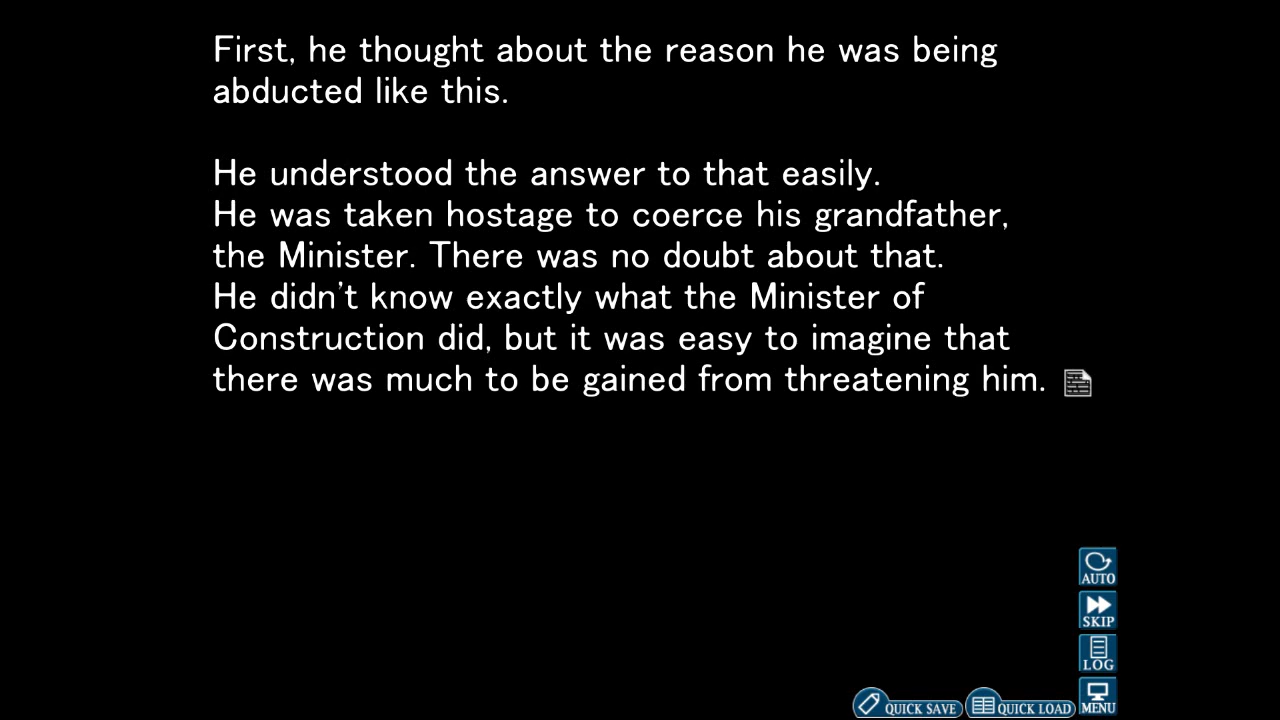 First, he thought about the reason he was being
abducted like this.
He understood the answer to that easily.
He was taken hostage to coerce his grandfather,
the Minister. There was no doubt about that.
He didn't know exactly what the Minister of
Construction did, but it was easy to imagine that
there was much to be gained from threatening him.
AUTO
SKIP
LOG
MENU
QUICK SAVE
QUICK LOAD